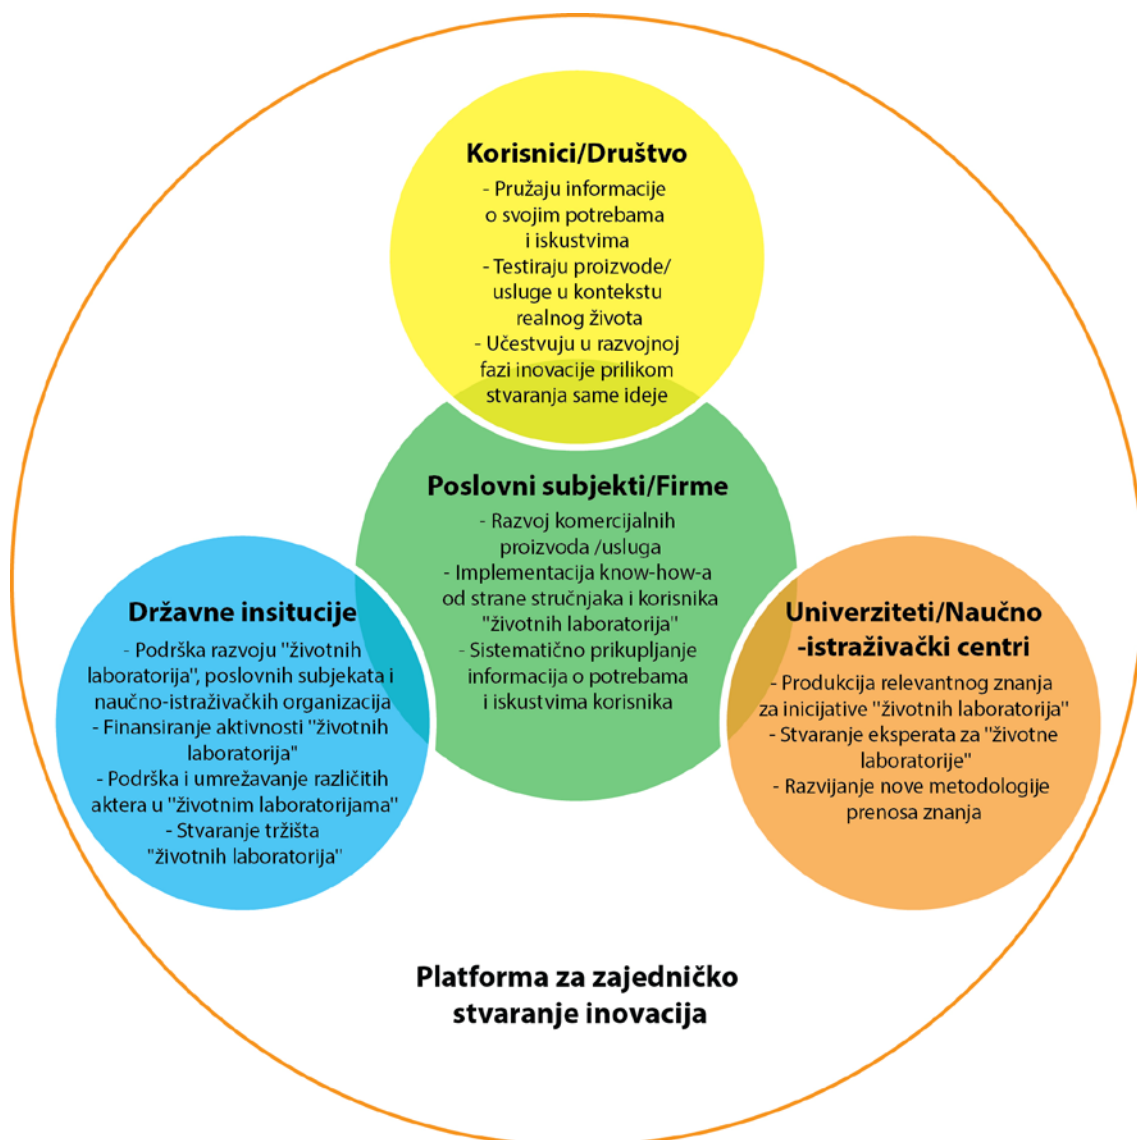 Korisnici/Društvo
- Pružaju informacije
o svojim potrebama
i iskustvima
- Testiraju proizvode/
usluge u kontekstu
realnog života
- Učestvuju u razvojnoj
fazi inovacije prilikom
stvaranja same ideje
Poslovni subjekti/Firme
- Razvoj komercijalnih
proizvoda /usluga
- Implementacija know-how-a
od strane stručnjaka i korisnika
"životnih laboratorija"
- Sistematično prikupljanje
informacija o potrebama
i iskustvima korisnika
Državne insitucije
- Podrška razvoju "životnih
laboratorija", poslovnih subjekata i
naučno-istraživačkih organizacija
- Finansiranje aktivnosti "životnih
laboratorija"
- Podrška i umrežavanje različitih
aktera u "životnim laboratorijama"
- Stvaranje tržišta
"životnih laboratorija"
Univerziteti/Naučno
-istraživački centri
- Produkcija relevantnog znanja
za inicijative "životnih laboratorija"
- Stvaranje eksperata za "životne
laboratorije"
- Razvijanje nove metodologije
prenosa znanja
Platforma za zajedničko
stvaranje inovacija